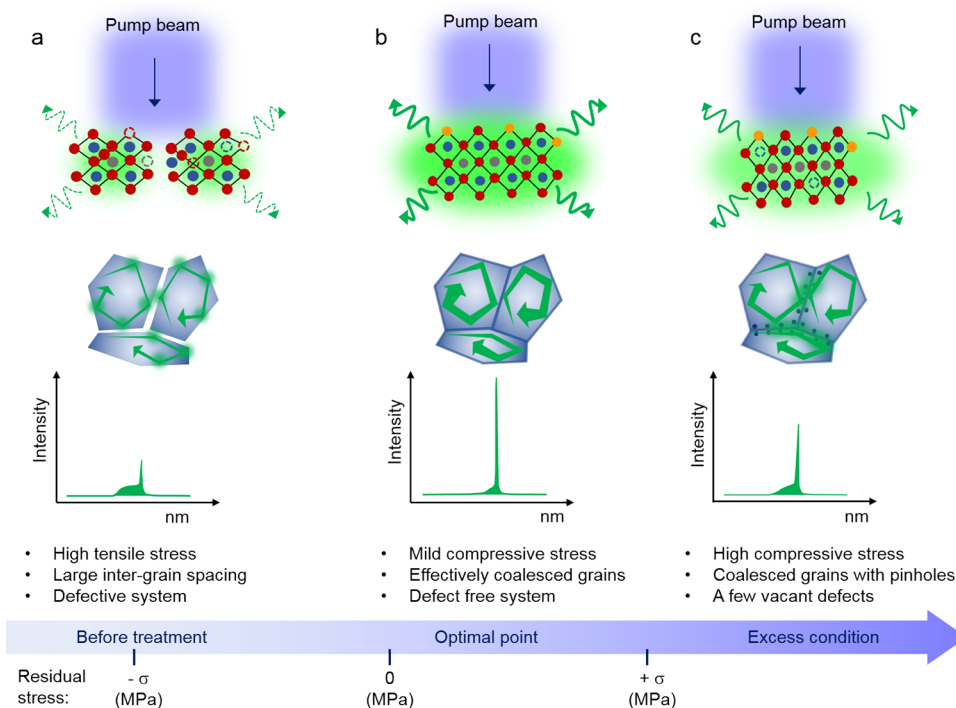 a
Pump beam
b
Pump beam
c
Pump beam
Intensity
nm
Intensity
nm
Intensity
nm
• High tensile stress
• Large inter-grain spacing
• Defective system
• Mild compressive stress
• Effectively coalesced grains
• Defect free system
• High compressive stress
• Coalesced grains with pinholes
• A few vacant defects
Before treatment
Optimal point
Excess condition
Residual
stress:
- σ
(MPa)
0
(MPa)
+ σ
(MPa)